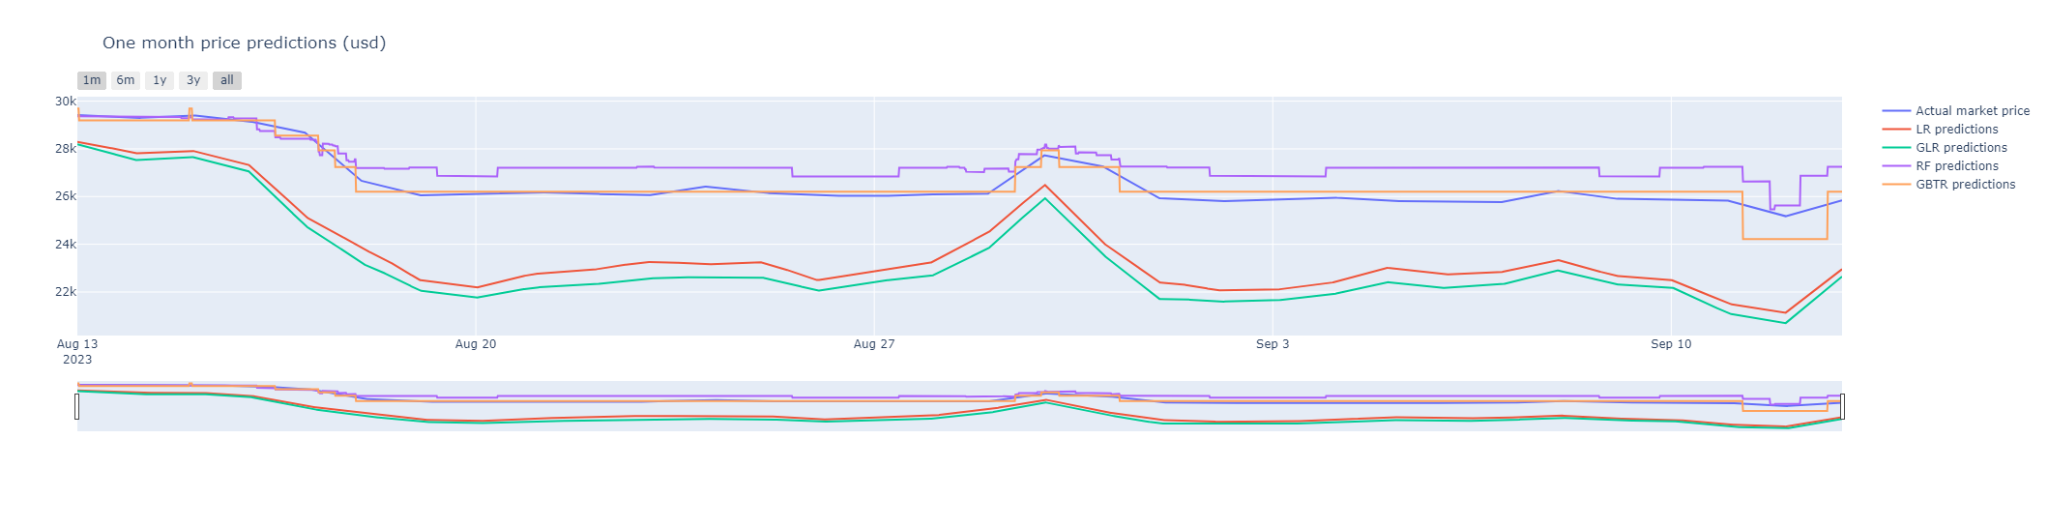 One month price predictions (usd)
1m 6m 1y 3y all
30k
28k
26k
24k
22k
Aug 13 Aug 20 Aug 27 Sep 3 Sep 10
2023
Actual market price
LR predictions
GLR predictions
RF predictions
GBTR predictions